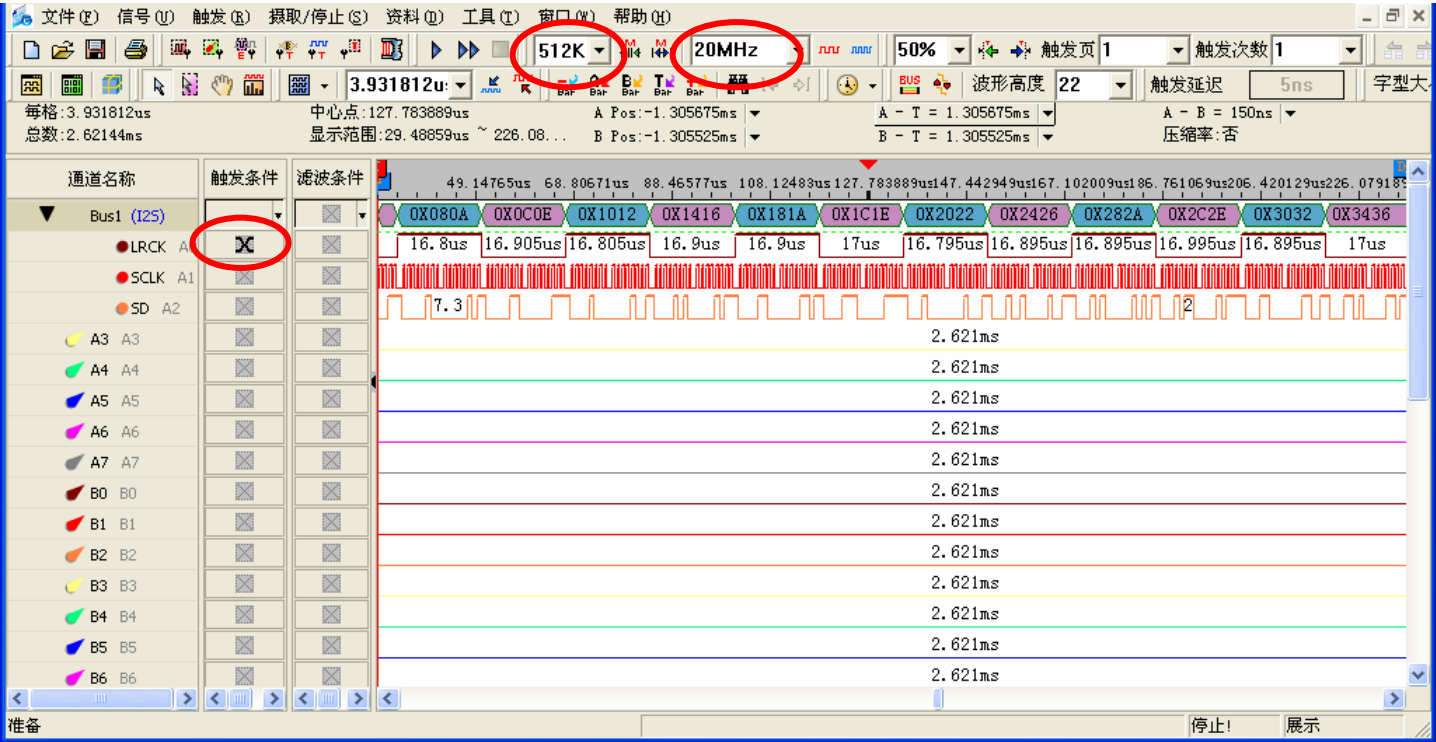 文件(F) 信号(U) 触发(R) 摄取/停止(S) 资料(D) 工具(T) 窗口(W) 帮助(H)
512K 20MHz 50% 触发页 1 触发次数 1
3.931812u: Bar Bar Bar Bar Bar BUS 波形高度 22 触发延迟 5ns 字型大
每格:3.931812us 中心点:127.783889us A Pos:-1.305675ms A - T = 1.305675ms A - B = 150ns
总数:2.62144ms 显示范围:29.48859us ~ 226.08... B Pos:-1.305525ms B - T = 1.305525ms 压缩率:否
通道名称 触发条件 滤波条件 49.14765us 68.80671us 88.46577us 108.12483us 127.783889us 147.442949us 167.102009us 186.761069us 206.420129us 226.07918
Bus1 (I2S) 0X080A 0X0C0E 0X1012 0X1416 0X181A 0X1C1E 0X2022 0X2426 0X282A 0X2C2E 0X3032 0X3436
LRCK 16.8us 16.905us 16.805us 16.9us 16.9us 17us 16.795us 16.895us 16.895us 16.995us 16.895us 17us
SCLK A1
SD A2 7.3 2
A3 A3 2.621ms
A4 A4 2.621ms
A5 A5 2.621ms
A6 A6 2.621ms
A7 A7 2.621ms
B0 B0 2.621ms
B1 B1 2.621ms
B2 B2 2.621ms
B3 B3 2.621ms
B4 B4 2.621ms
B5 B5 2.621ms
B6 B6 2.621ms
准备 停止! 展示